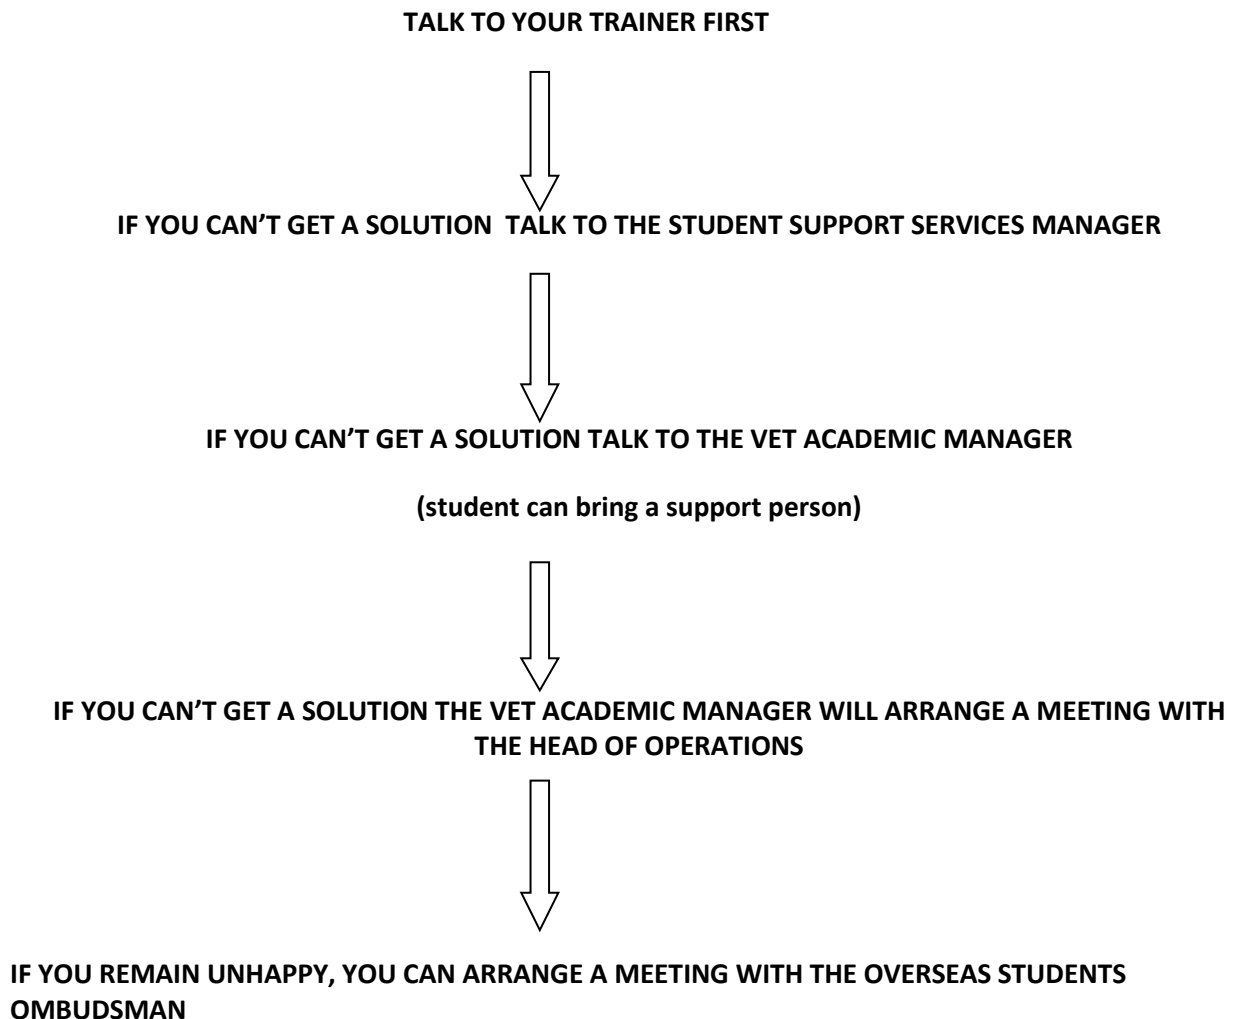 TALK TO YOUR TRAINER FIRST
IF YOU CAN’T GET A SOLUTION  TALK TO THE STUDENT SUPPORT SERVICES MANAGER
IF YOU CAN’T GET A SOLUTION TALK TO THE VET ACADEMIC MANAGER
(student can bring a support person)
IF YOU CAN’T GET A SOLUTION THE VET ACADEMIC MANAGER WILL ARRANGE A MEETING WITH
THE HEAD OF OPERATIONS
IF YOU REMAIN UNHAPPY, YOU CAN ARRANGE A MEETING WITH THE OVERSEAS STUDENTS
OMBUDSMAN